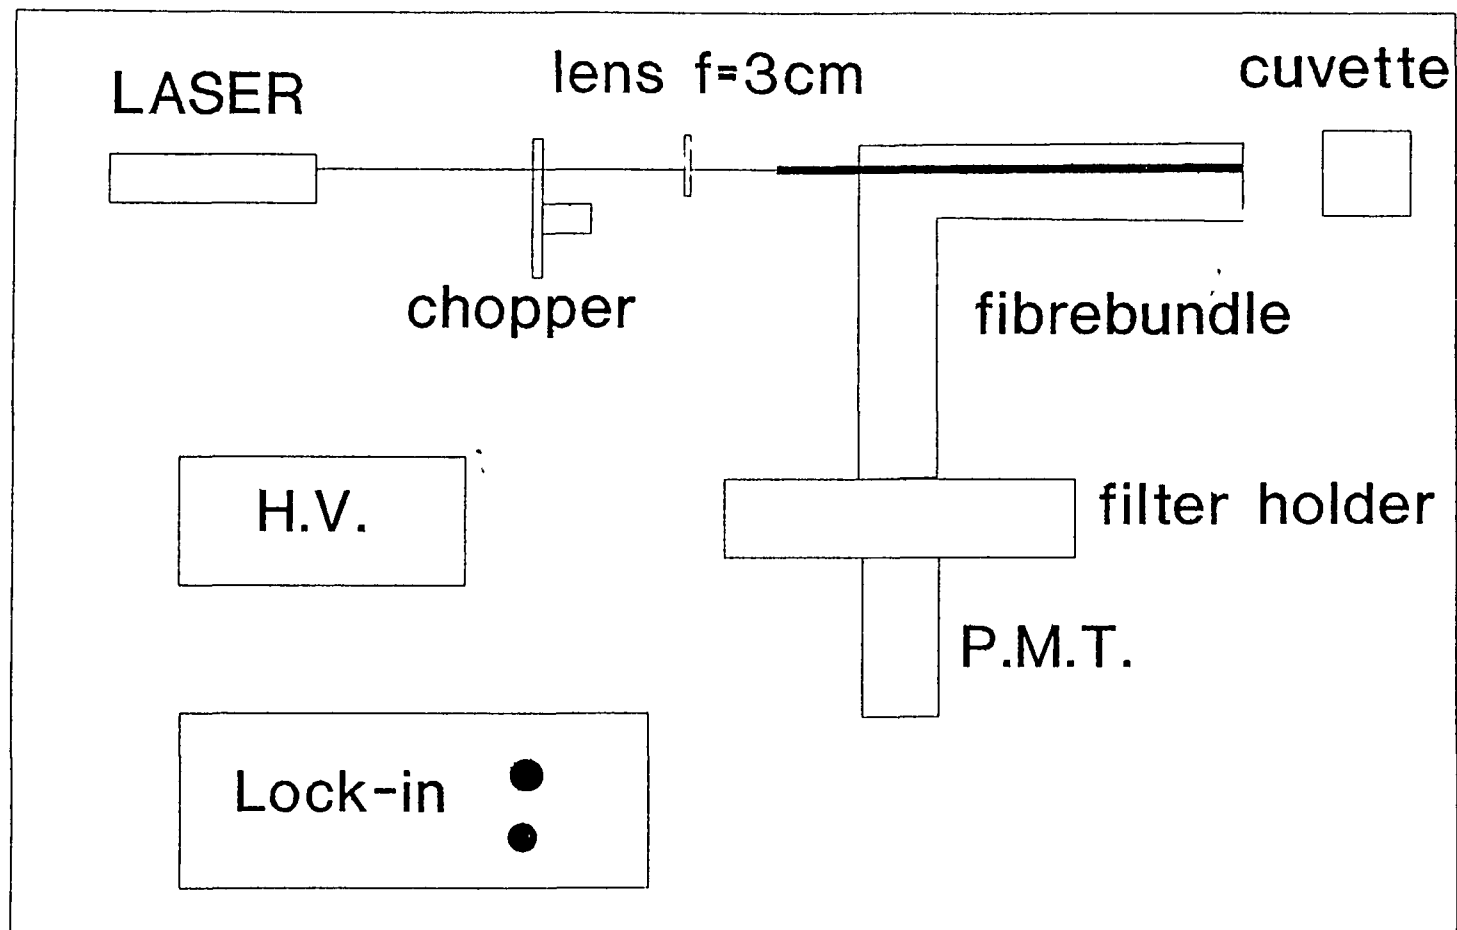 LASER
lens f=3cm
cuvette
chopper
fibrebundle
H.V.
filter holder
P.M.T.
Lock-in